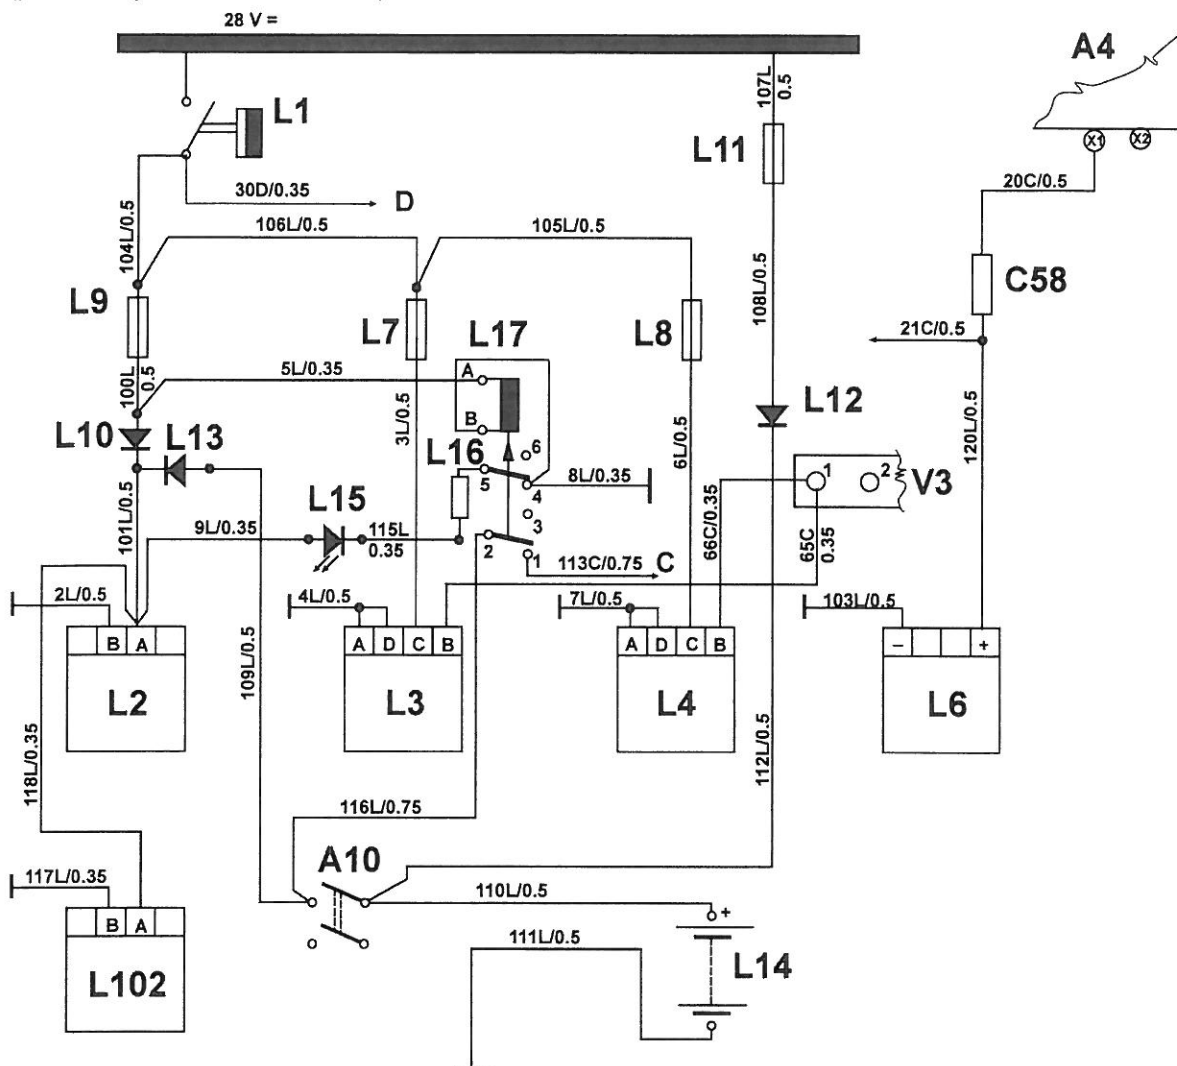 28 V =
A4
L1
107L
0.5
L11
X1 X2
20C/0.5
30D/0.35 D
104L/0.5
106L/0.5
105L/0.5
L9
L7
L17
L8
108L/0.5
C58
21C/0.5
100L
0.5
5L/0.35
A
B
3L/0.5
6L/0.5
L12
120L/0.5
L10 L13
L16
6
5
4
8L/0.35
1 2
V3
101L/0.5
9L/0.35
L15
115L
0.35
3
2
1
113C/0.75 C
66C/0.35
65C
0.35
2L/0.5
4L/0.5
7L/0.5
103L/0.5
B A
A D C B
A D C B
– +
L2
L3
L4
L6
109L/0.5
112L/0.5
118L/0.35
116L/0.75
A10
117L/0.35
110L/0.5
+
B A
111L/0.5
L14
L102